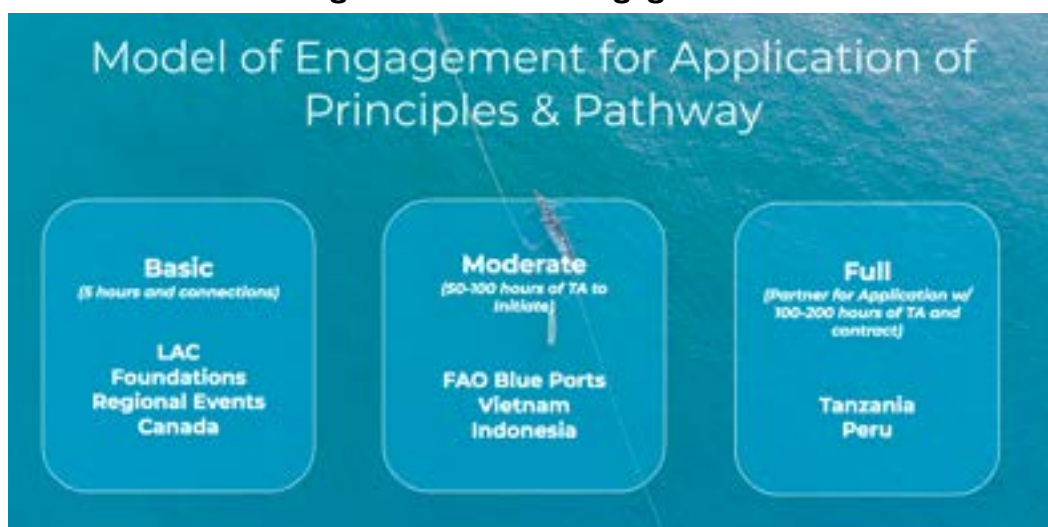 Model of Engagement for Application of
Principles & Pathway
Basic
(5 hours and connections)
LAC
Foundations
Regional Events
Canada
Moderate
(50-100 hours of TA to
Initiate)
FAO Blue Ports
Vietnam
Indonesia
Full
(Partner for Application w/
100-200 hours of TA and
contract)
Tanzania
Peru